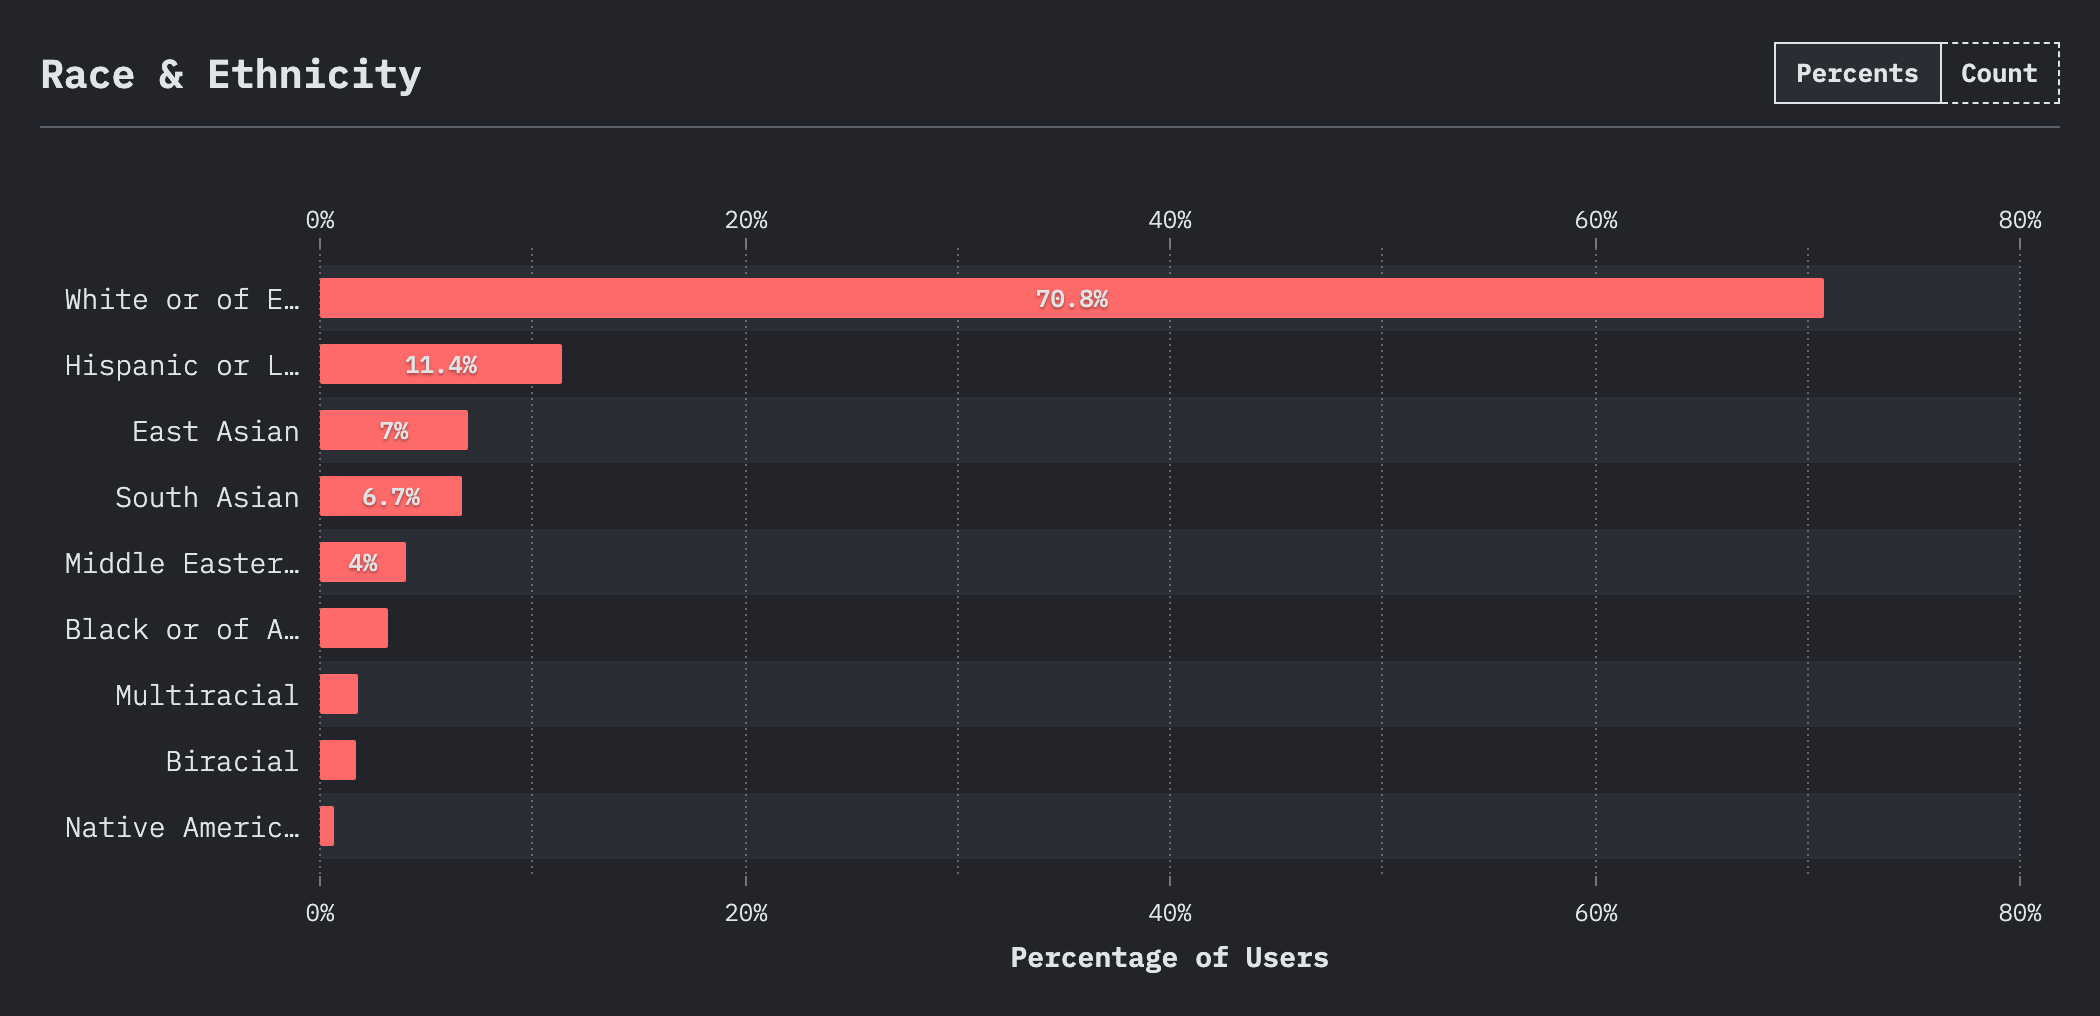 Race & Ethnicity
Percents Count
0% 20% 40% 60% 80%
White or of E… 70.8%
Hispanic or L… 11.4%
East Asian 7%
South Asian 6.7%
Middle Easter… 4%
Black or of A…
Multiracial
Biracial
Native Americ…
0% 20% 40% 60% 80%
Percentage of Users